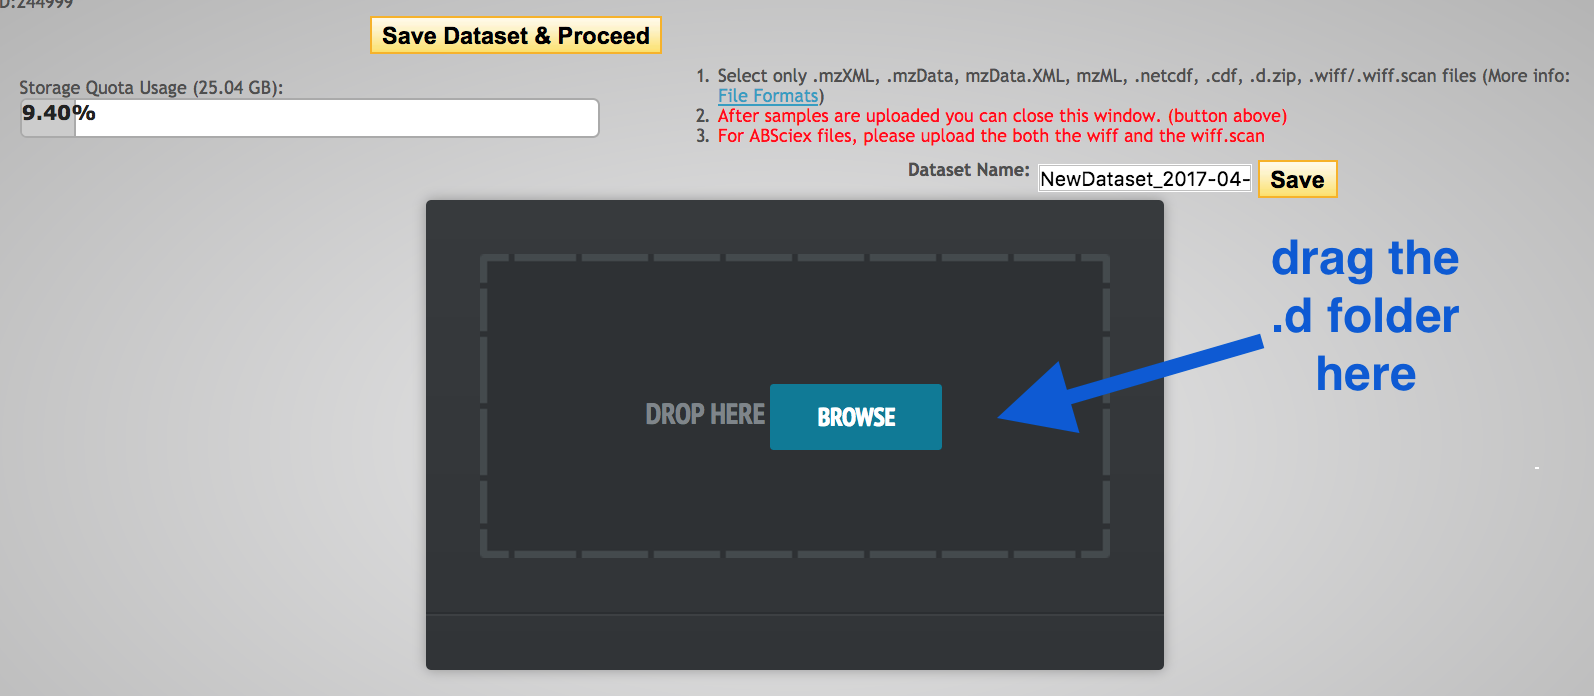 D:244999
Save Dataset & Proceed
Storage Quota Usage (25.04 GB):
9.40%
1. Select only .mzXML, .mzData, mzData.XML, mzML, .netcdf, .cdf, .d.zip, .wiff/.wiff.scan files (More info:
File Formats)
2. After samples are uploaded you can close this window. (button above)
3. For ABSciex files, please upload the both the wiff and the wiff.scan
Dataset Name: NewDataset_2017-04- Save
drag the
.d folder
here
DROP HERE BROWSE